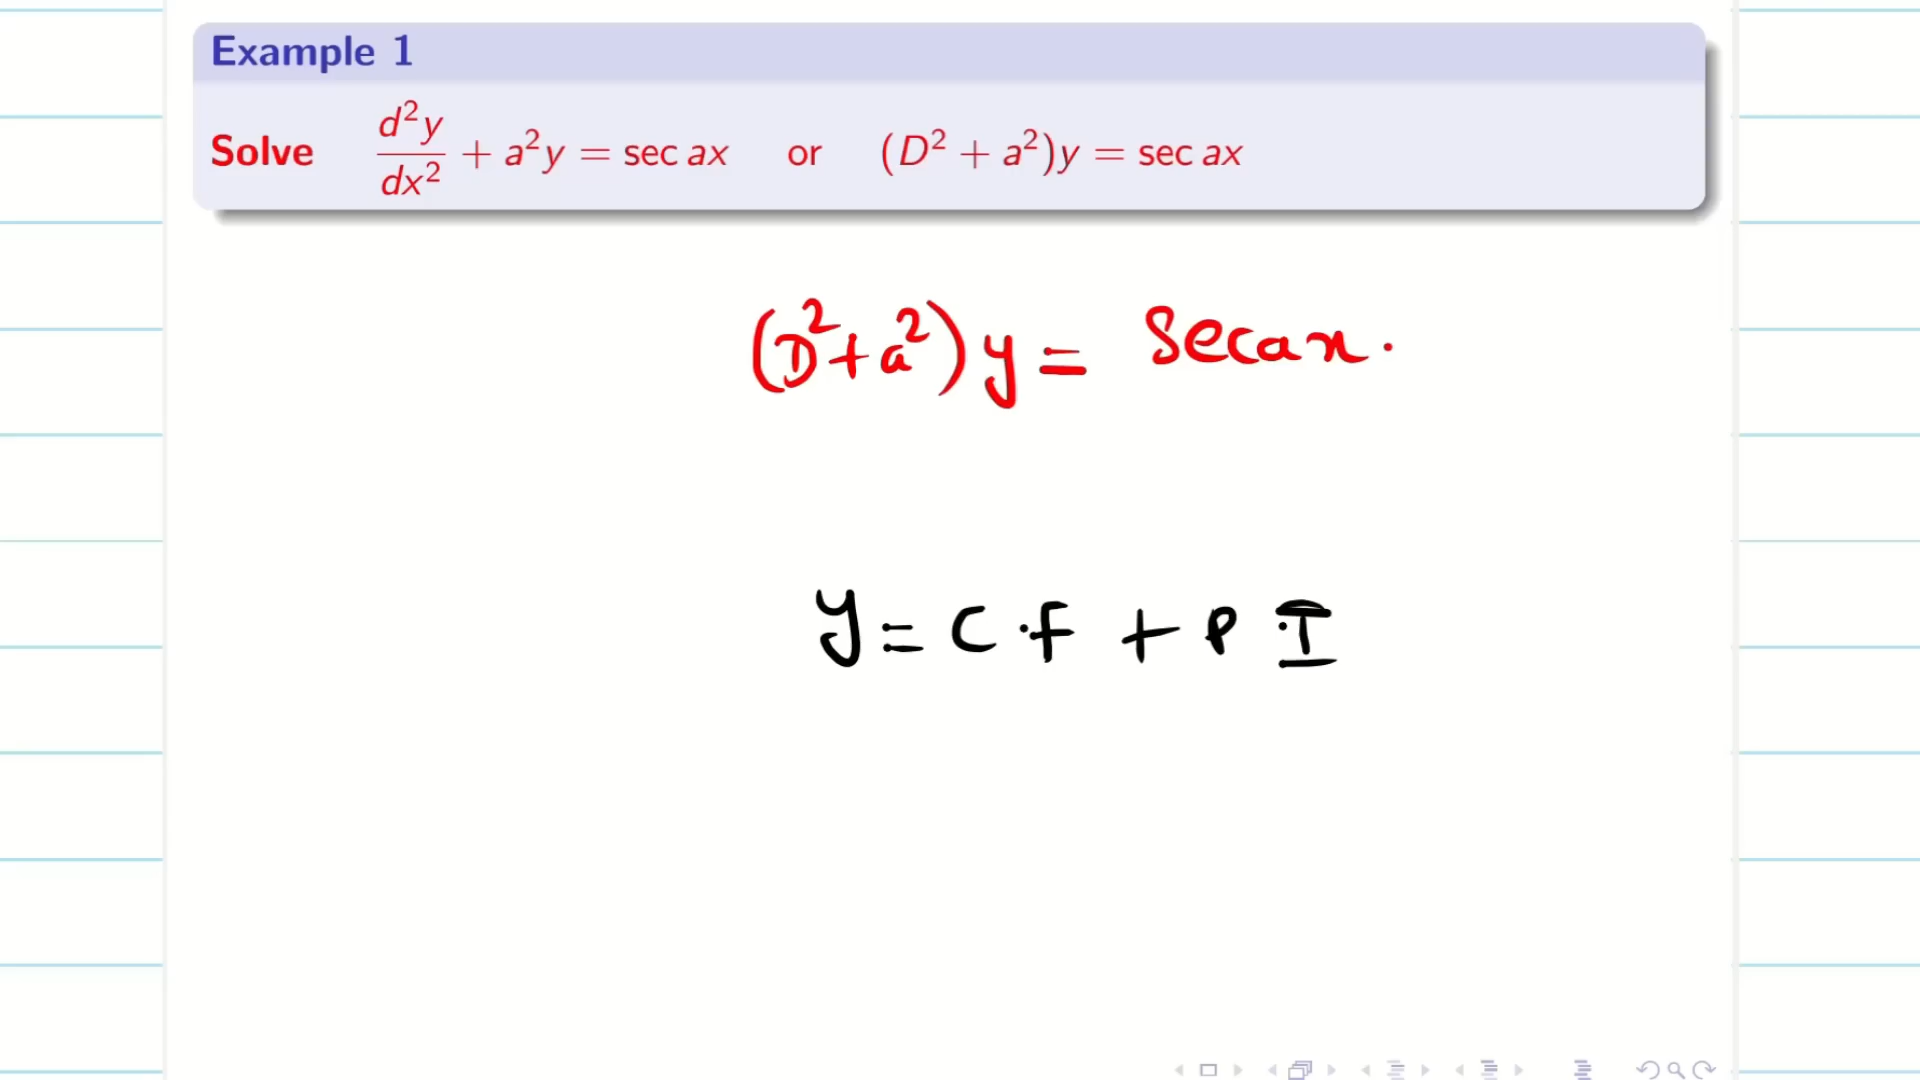 Example 1
Solve d²y/dx² + a²y = sec ax or (D² + a²)y = sec ax
(D²+a²)y = Secax.
y = C.F + P.I